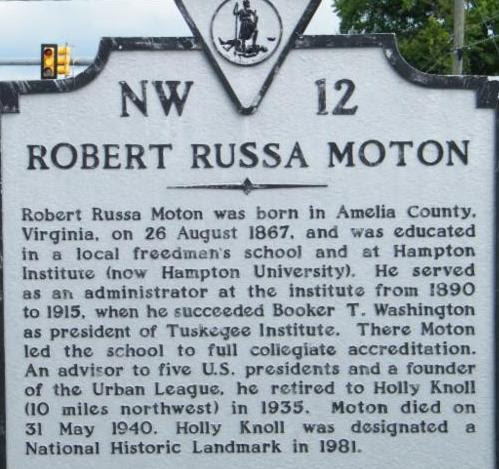 NW 12
ROBERT RUSSA MOTON
Robert Russa Moton was born in Amelia County,
Virginia, on 26 August 1867, and was educated
in a local freedman's school and at Hampton
Institute (now Hampton University). He served
as an administrator at the institute from 1890
to 1915, when he succeeded Booker T. Washington
as president of Tuskegee Institute. There Moton
led the school to full collegiate accreditation.
An advisor to five U.S. presidents and a founder
of the Urban League, he retired to Holly Knoll
(10 miles northwest) in 1935. Moton died on
31 May 1940. Holly Knoll was designated a
National Historic Landmark in 1981.